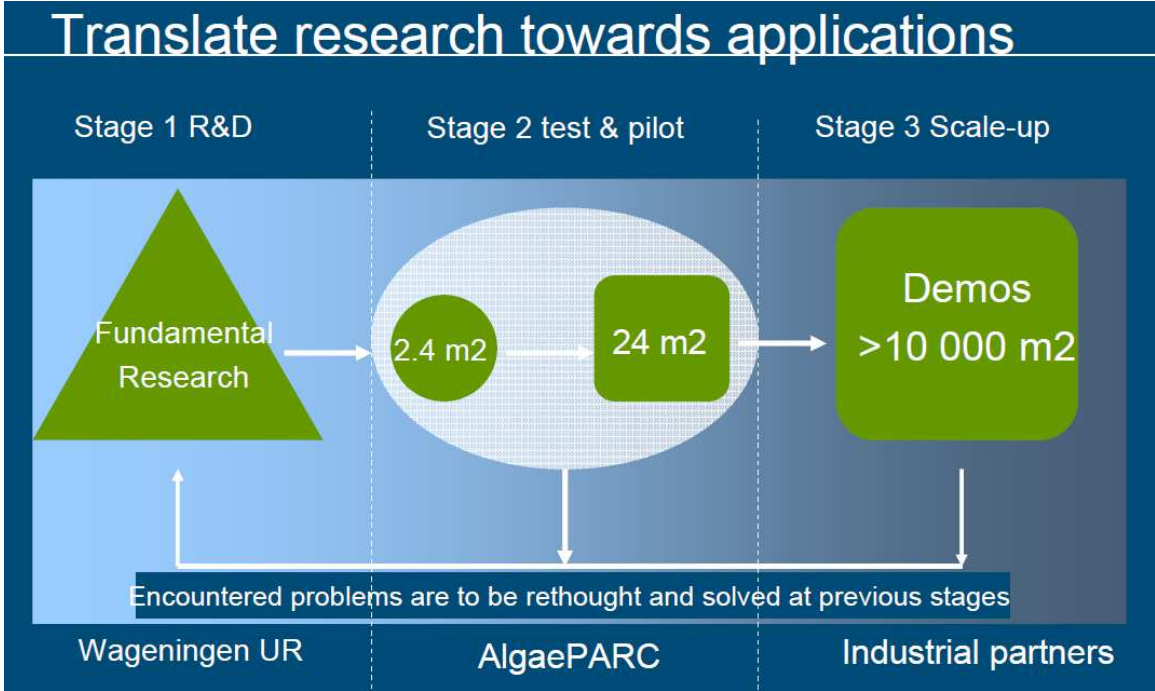 Translate research towards applications
Stage 1 R&D
Stage 2 test & pilot
Stage 3 Scale-up
Fundamental
Research
2.4 m2
24 m2
Demos
>10 000 m2
Encountered problems are to be rethought and solved at previous stages
Wageningen UR
AlgaePARC
Industrial partners